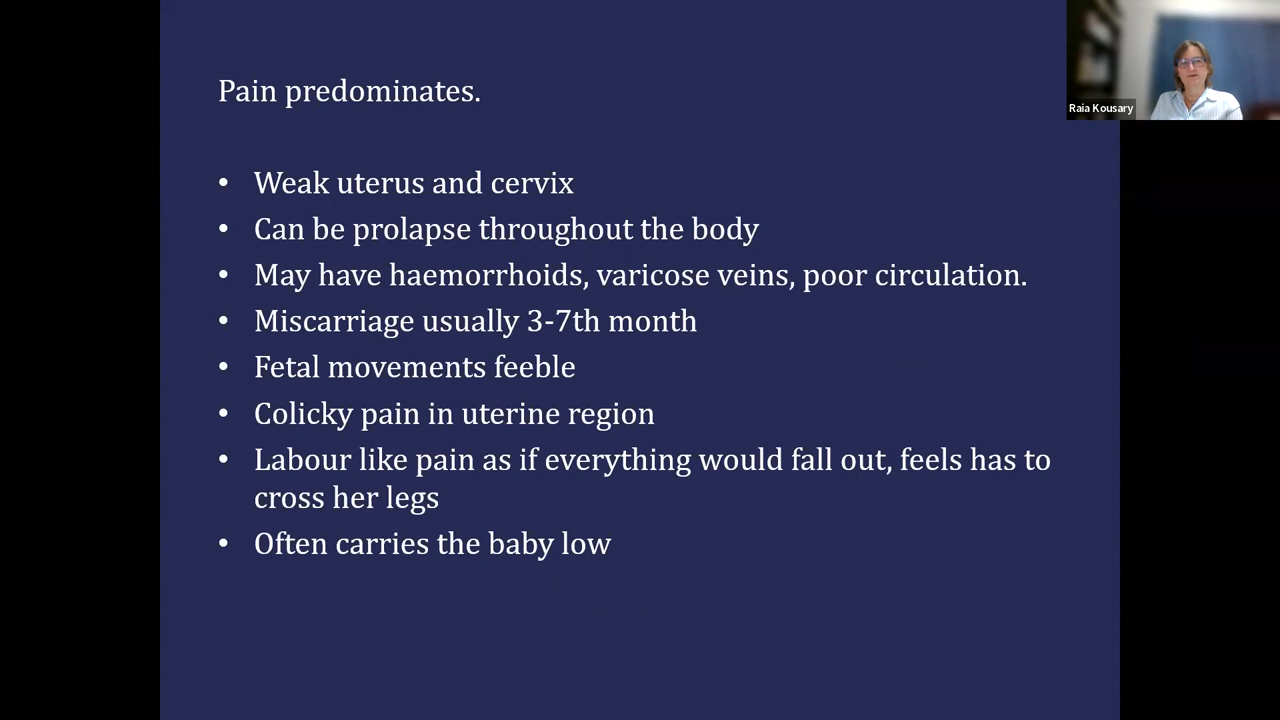 Pain predominates.
• Weak uterus and cervix
• Can be prolapse throughout the body
• May have haemorrhoids, varicose veins, poor circulation.
• Miscarriage usually 3-7th month
• Fetal movements feeble
• Colicky pain in uterine region
• Labour like pain as if everything would fall out, feels has to
cross her legs
• Often carries the baby low
Raia Kousary